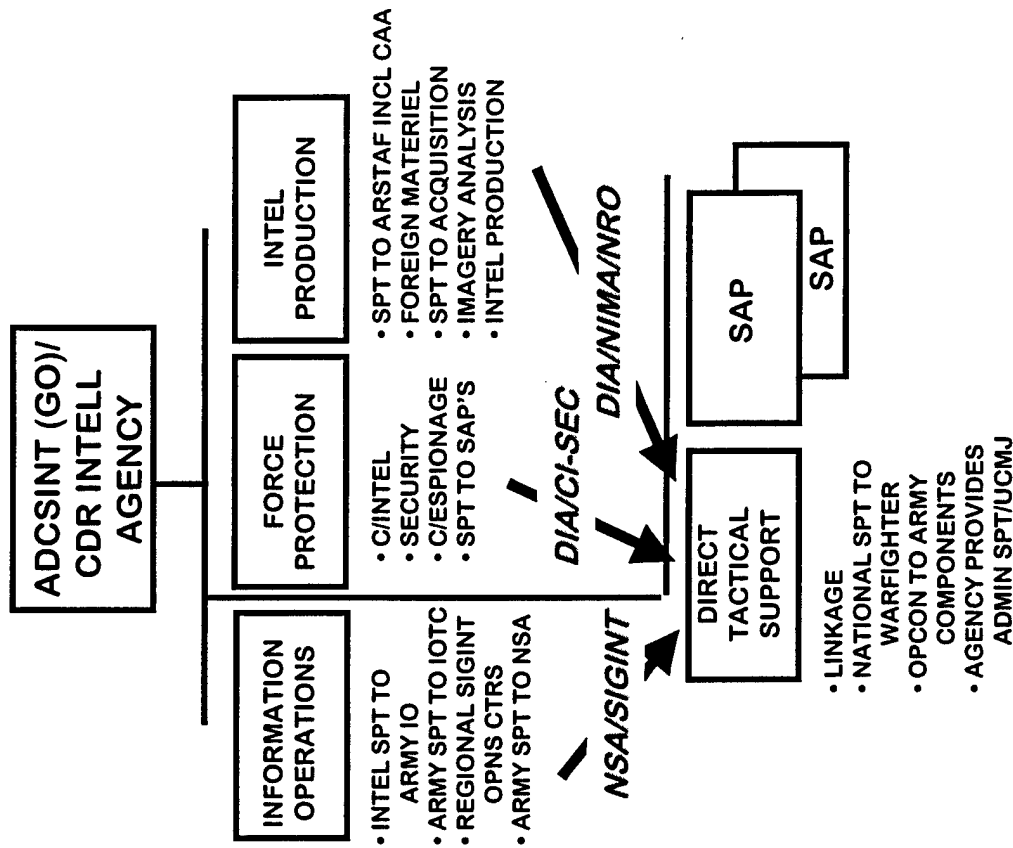 ADCSINT (GO)/
CDR INTELL
AGENCY
INFORMATION
OPERATIONS
• INTEL SPT TO
ARMY IO
• ARMY SPT TO IOTC
• REGIONAL SIGINT
OPNS CTRS
• ARMY SPT TO NSA
FORCE
PROTECTION
• C/INTEL
• SECURITY
• C/ESPIONAGE
• SPT TO SAP'S
INTEL
PRODUCTION
• SPT TO ARSTAF INCL CAA
• FOREIGN MATERIEL
• SPT TO ACQUISITION
• IMAGERY ANALYSIS
• INTEL PRODUCTION
NSA/SIGINT
DIA/CI-SEC
DIA/NIMA/NRO
DIRECT
TACTICAL
SUPPORT
• LINKAGE
• NATIONAL SPT TO
WARFIGHTER
• OPCON TO ARMY
COMPONENTS
• AGENCY PROVIDES
ADMIN SPT/UCMJ
SAP
SAP